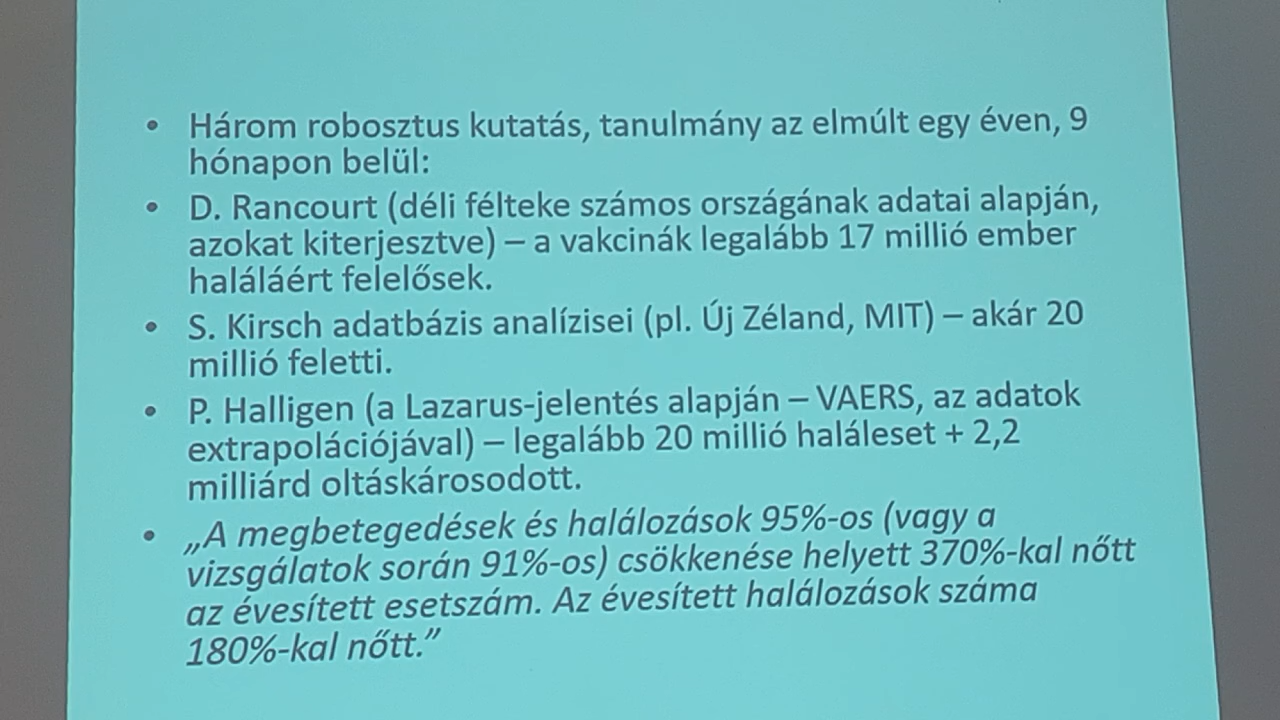 • Három robosztus kutatás, tanulmány az elmúlt egy éven, 9
hónapon belül:
• D. Rancourt (déli félteke számos országának adatai alapján,
azokat kiterjesztve) – a vakcinák legalább 17 millió ember
haláláért felelősek.
• S. Kirsch adatbázis analízisei (pl. Új Zéland, MIT) – akár 20
millió feletti.
• P. Halligen (a Lazarus-jelentés alapján – VAERS, az adatok
extrapolációjával) – legalább 20 millió haláleset + 2,2
milliárd oltáskárosodott.
• „A megbetegedések és halálozások 95%-os (vagy a
vizsgálatok során 91%-os) csökkenése helyett 370%-kal nőtt
az évesített esetszám. Az évesített halálozások száma
180%-kal nőtt.”